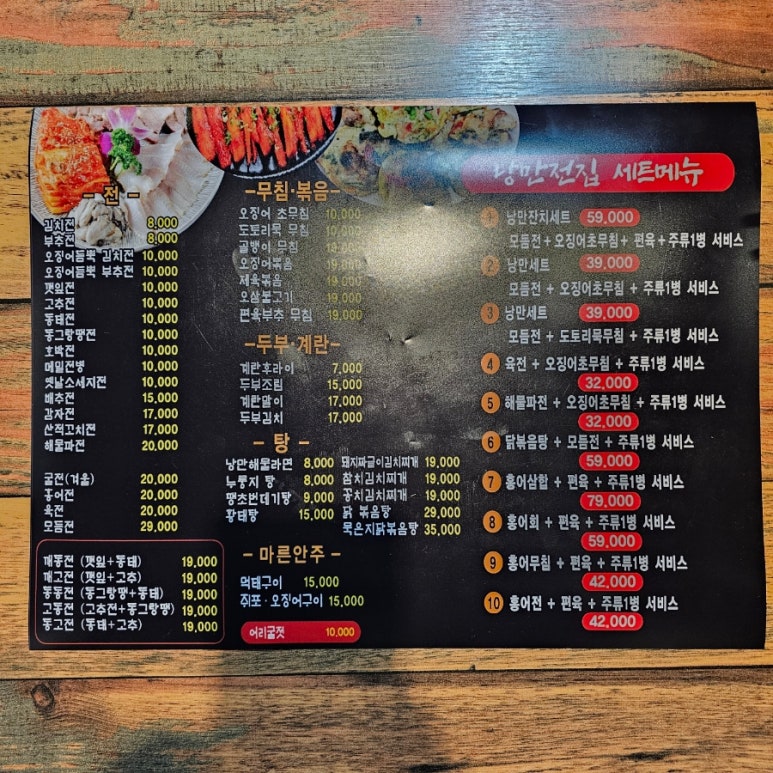 - 전 -
김치전 8,000
부추전 8,000
오징어듬뿍 김치전 10,000
오징어듬뿍 부추전 10,000
깻잎전 10,000
고추전 10,000
동태전 10,000
동그랑땡전 10,000
호박전 10,000
메밀전병 10,000
옛날소세지전 10,000
배추전 15,000
감자전 17,000
산적꼬치전 17,000
해물파전 20,000
굴전(겨울) 20,000
홍어전 20,000
육전 20,000
모듬전 29,000
깨동전 (깻잎+동태) 19,000
깨고전 (깻잎+고추) 19,000
동동전 (동그랑땡+동태) 19,000
고동전 (고추전+동그랑땡) 19,000
동고전 (동태+고추) 19,000
-무침·볶음-
오징어 초무침 10,000
도토리묵 무침 10,000
골뱅이 무침 10,000
오징어볶음 19,000
제육볶음 19,000
오삼불고기 19,000
편육부추 무침 19,000
-두부·계란-
계란후라이 7,000
두부조림 15,000
계란말이 17,000
두부김치 17,000
- 탕 -
낭만해물라면 8,000
누룽지 탕 8,000
땡초번데기탕 9,000
황태탕 15,000
돼지짜글이김치찌개 19,000
참치김치찌개 19,000
꽁치김치찌개 19,000
닭 볶음탕 29,000
묵은지닭볶음탕 35,000
- 마른안주 -
먹태구이 15,000
쥐포·오징어구이 15,000
어리굴젓 10,000
낭만전집 세트메뉴
1 낭만잔치세트 59,000
모듬전+오징어초무침+ 편육 +주류1병 서비스
2 낭만세트 39,000
모듬전 + 오징어초무침 + 주류1병 서비스
3 낭만세트 39,000
모듬전 + 도토리묵무침 +주류1병 서비스
4 육전 + 오징어초무침 + 주류1병 서비스
32,000
5 해물파전 + 오징어초무침 + 주류1병 서비스
32,000
6 닭볶음탕 + 모듬전 +주류1병 서비스
59,000
7 홍어삼합 + 편육 + 주류1병 서비스
79,000
8 홍어회 + 편육 + 주류1병 서비스
59,000
9 홍어무침 + 편육 + 주류1병 서비스
42,000
10 홍어전 + 편육 + 주류1병 서비스
42,000